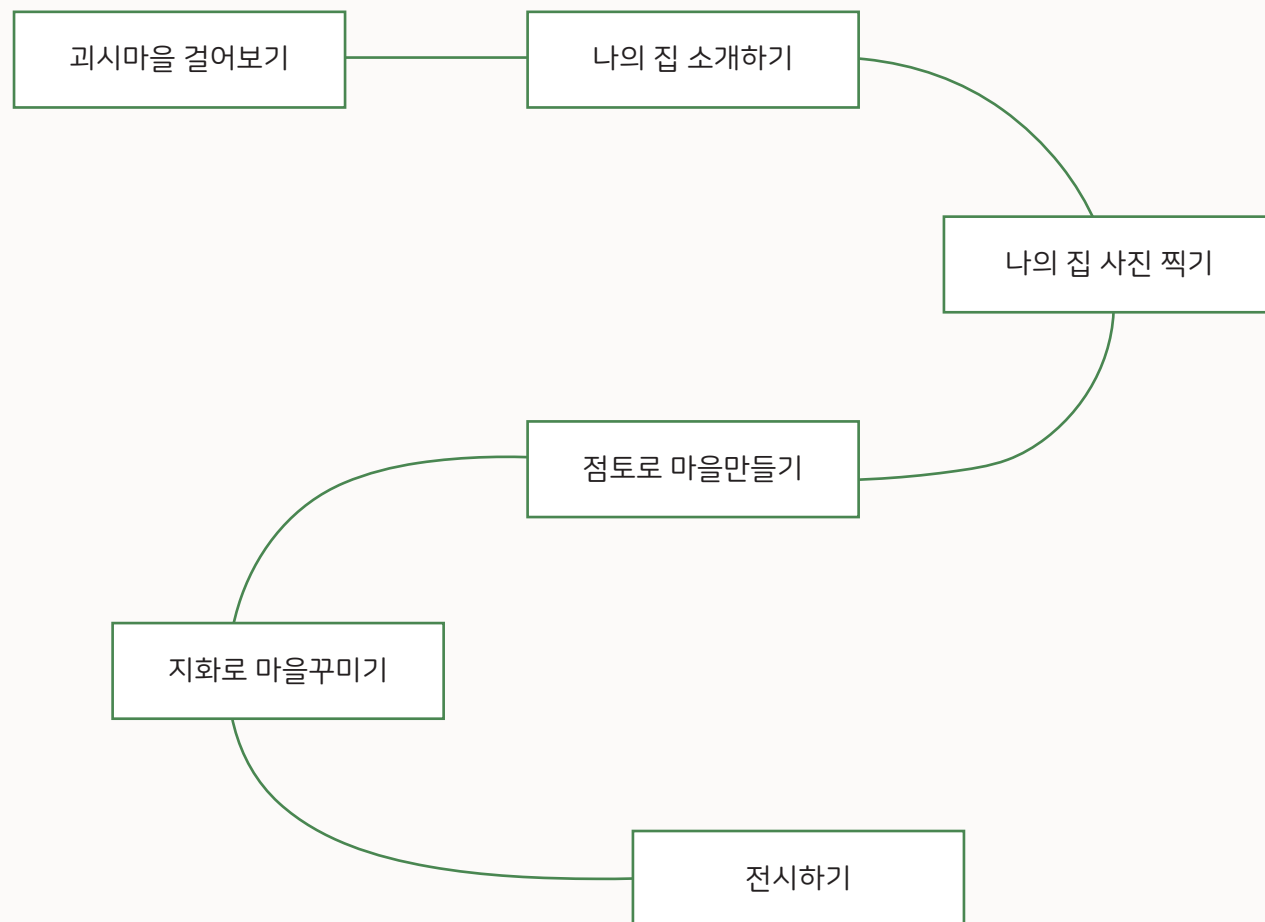 괴시마을 걸어보기
나의 집 소개하기
나의 집 사진 찍기
점토로 마을만들기
지화로 마을꾸미기
전시하기